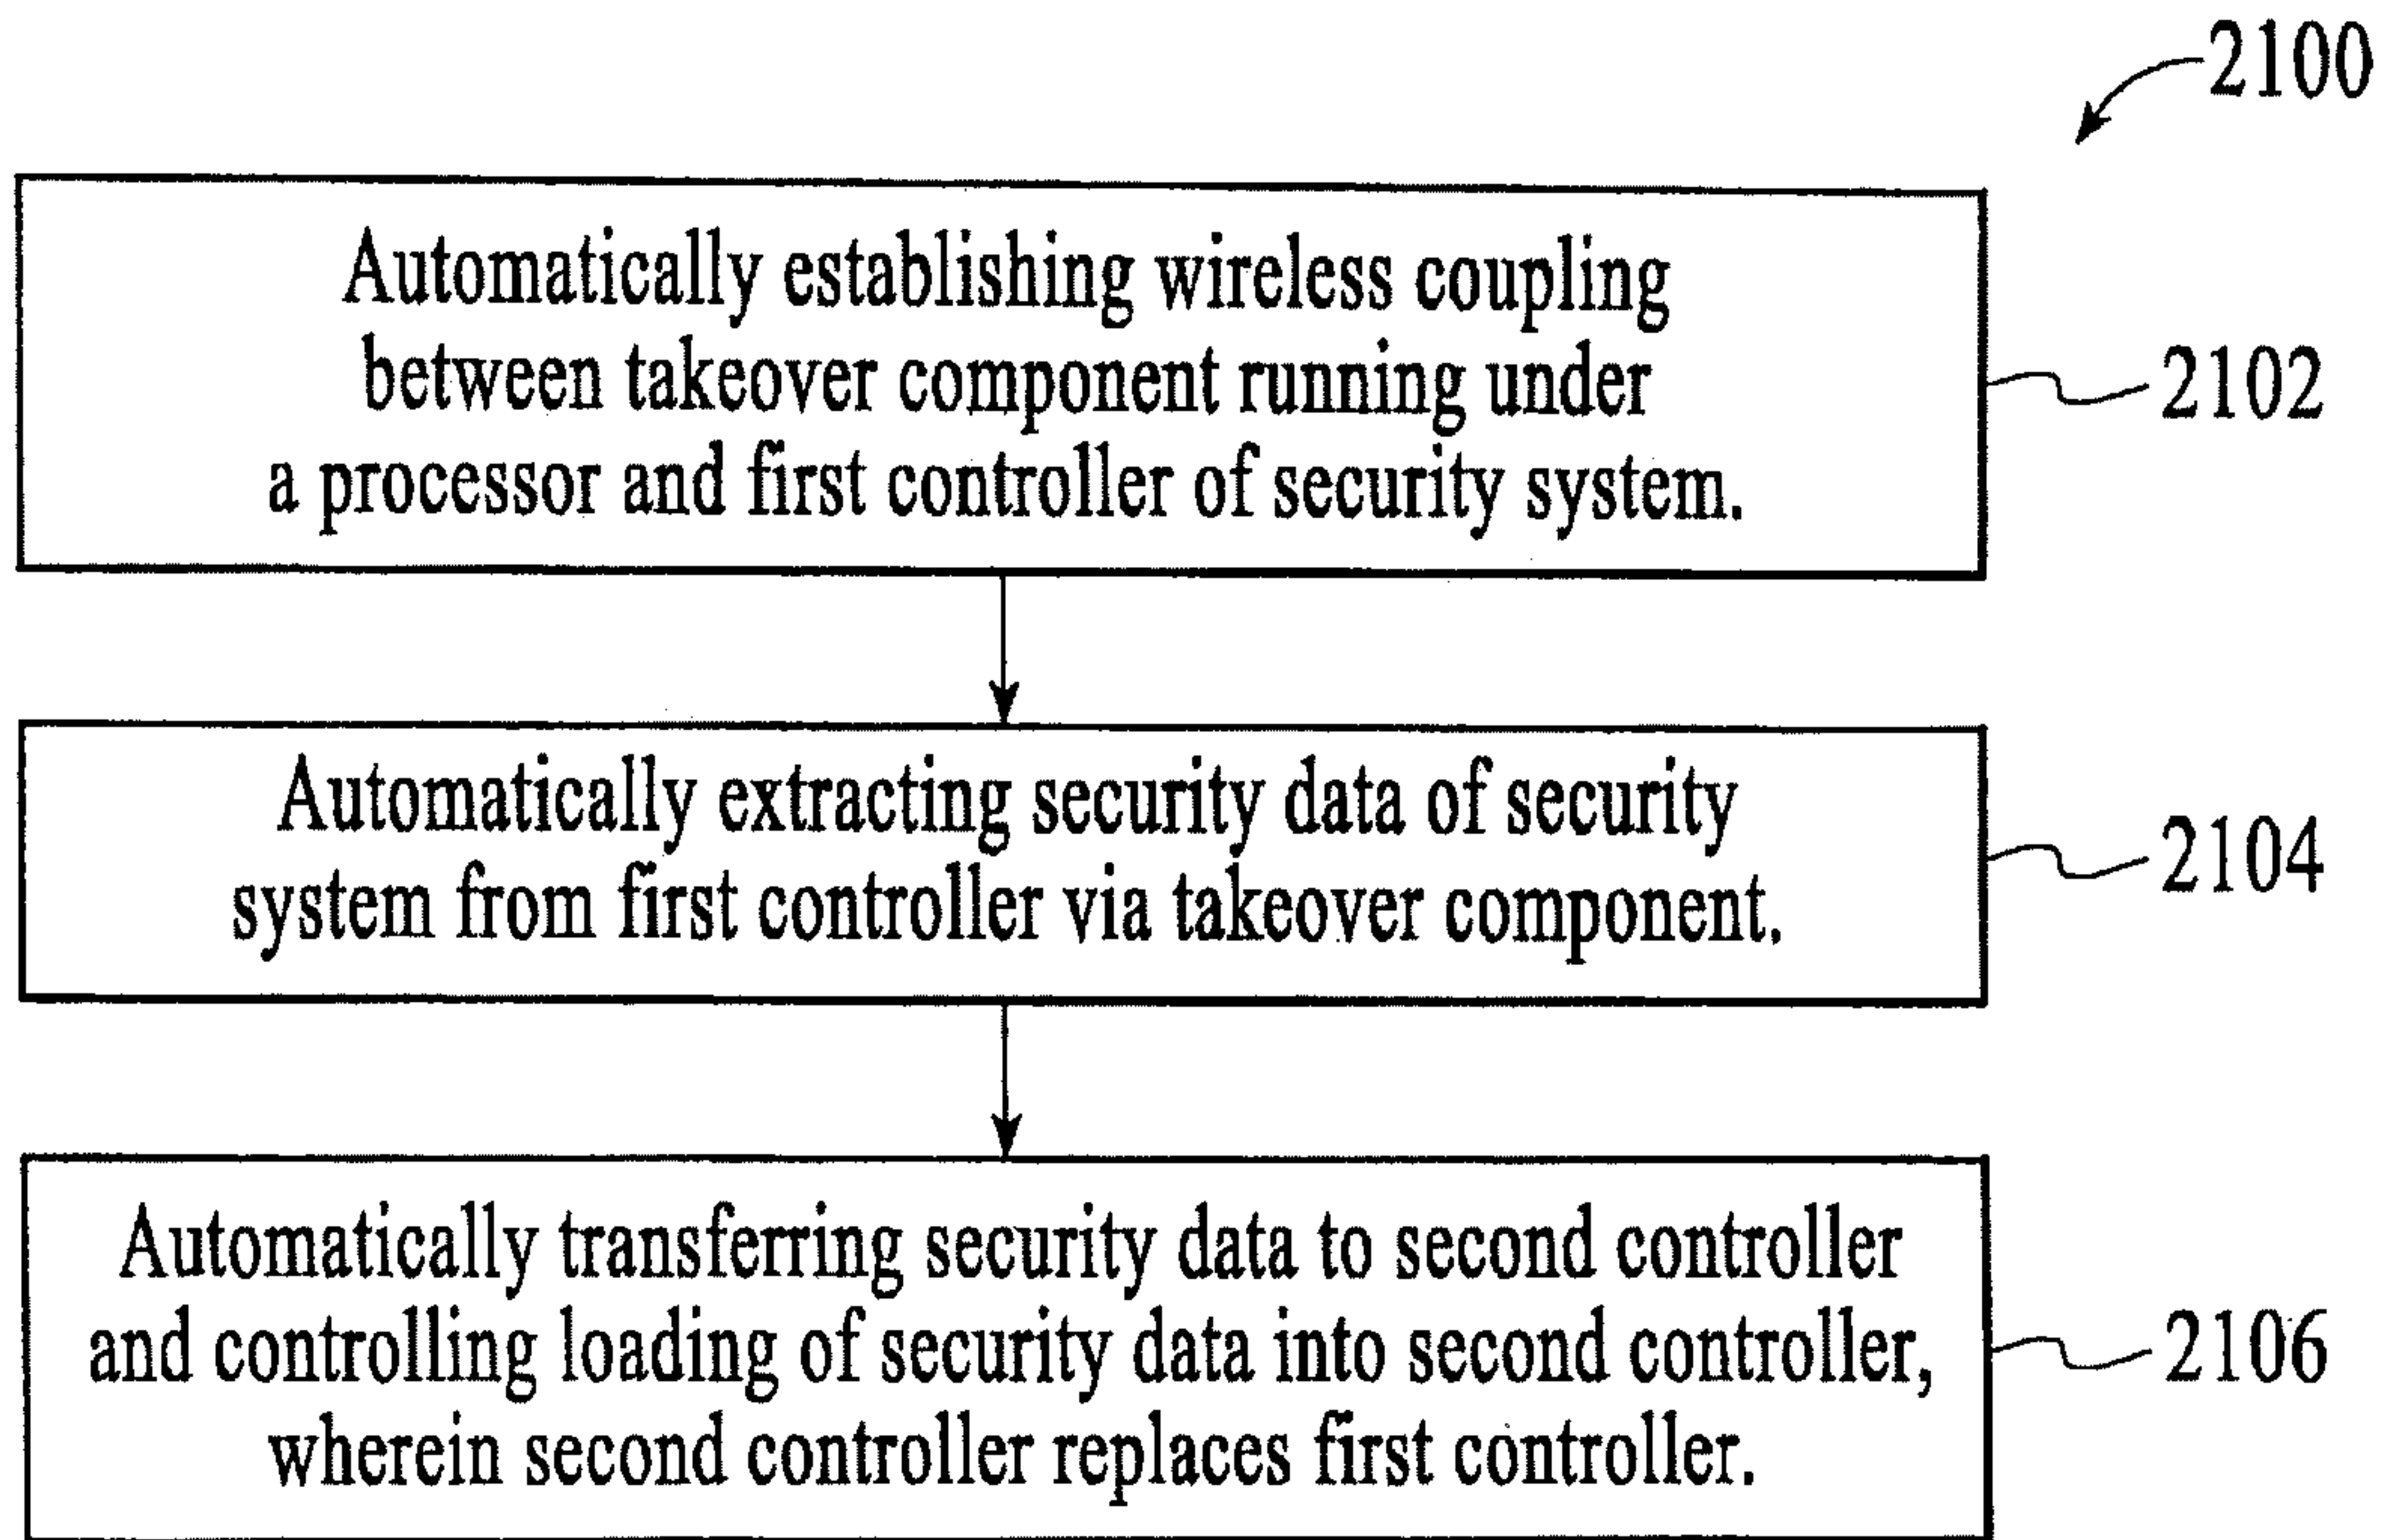 2100
Automatically establishing wireless coupling
between takeover component running under
a processor and first controller of security system.
2102
Automatically extracting security data of security
system from first controller via takeover component.
2104
Automatically transferring security data to second controller
and controlling loading of security data into second controller,
wherein second controller replaces first controller.
2106